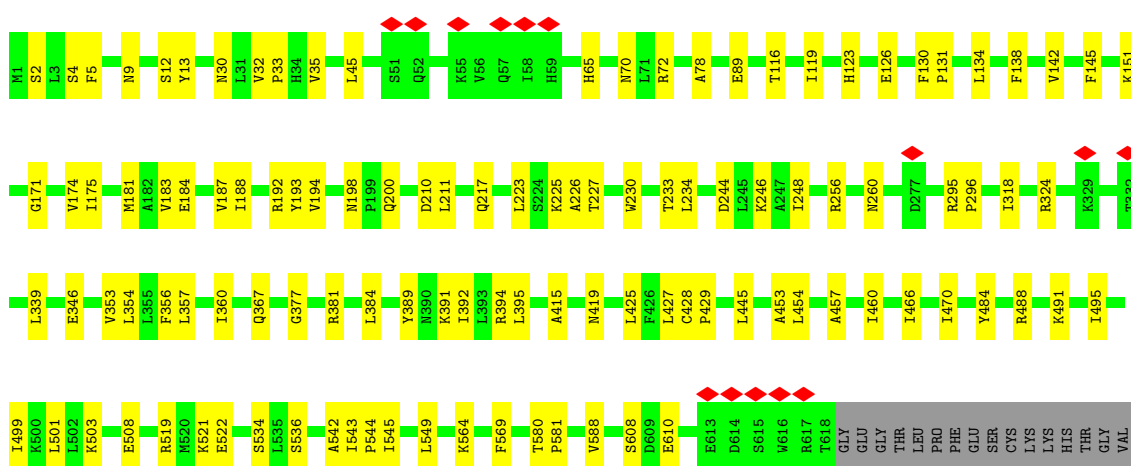 M1 S2 L3 S4 F5 N9 S12 Y13 N30 L31 V32 P33 H34 V35 L45 S51 Q52 K55 V56 Q57 I58 H59 H65 N70 L71 R72 A78 E89 T116 I119 H123 E126 F130 P131 L134 F138 V142 F145 K151
G171 V174 I175 M181 A182 V183 E184 V187 I188 R192 Y193 V194 N198 P199 Q200 D210 L211 Q217 L223 S224 K225 A226 T227 W230 T233 L234 D244 L245 K246 A247 I248 R256 N260 D277 R295 P296 I318 R324 K329 T332
L339 E346 V353 L354 L355 F356 L357 I360 Q367 G377 R381 L384 Y389 N390 K391 I392 L393 R394 L395 A415 N419 L425 F426 L427 C428 P429 L445 A453 L454 A457 I460 I466 I470 Y484 R488 K491 I495
I499 K500 L501 L502 K503 E508 R519 M520 K521 E522 S534 L535 S536 A542 I543 P544 I545 L549 K564 F569 T580 P581 V588 S608 D609 E610 E613 D614 S615 W616 R617 T618 GLY GLU GLY THR LEU PRO PHE GLU SER CYS LYS LYS HIS THR GLY VAL